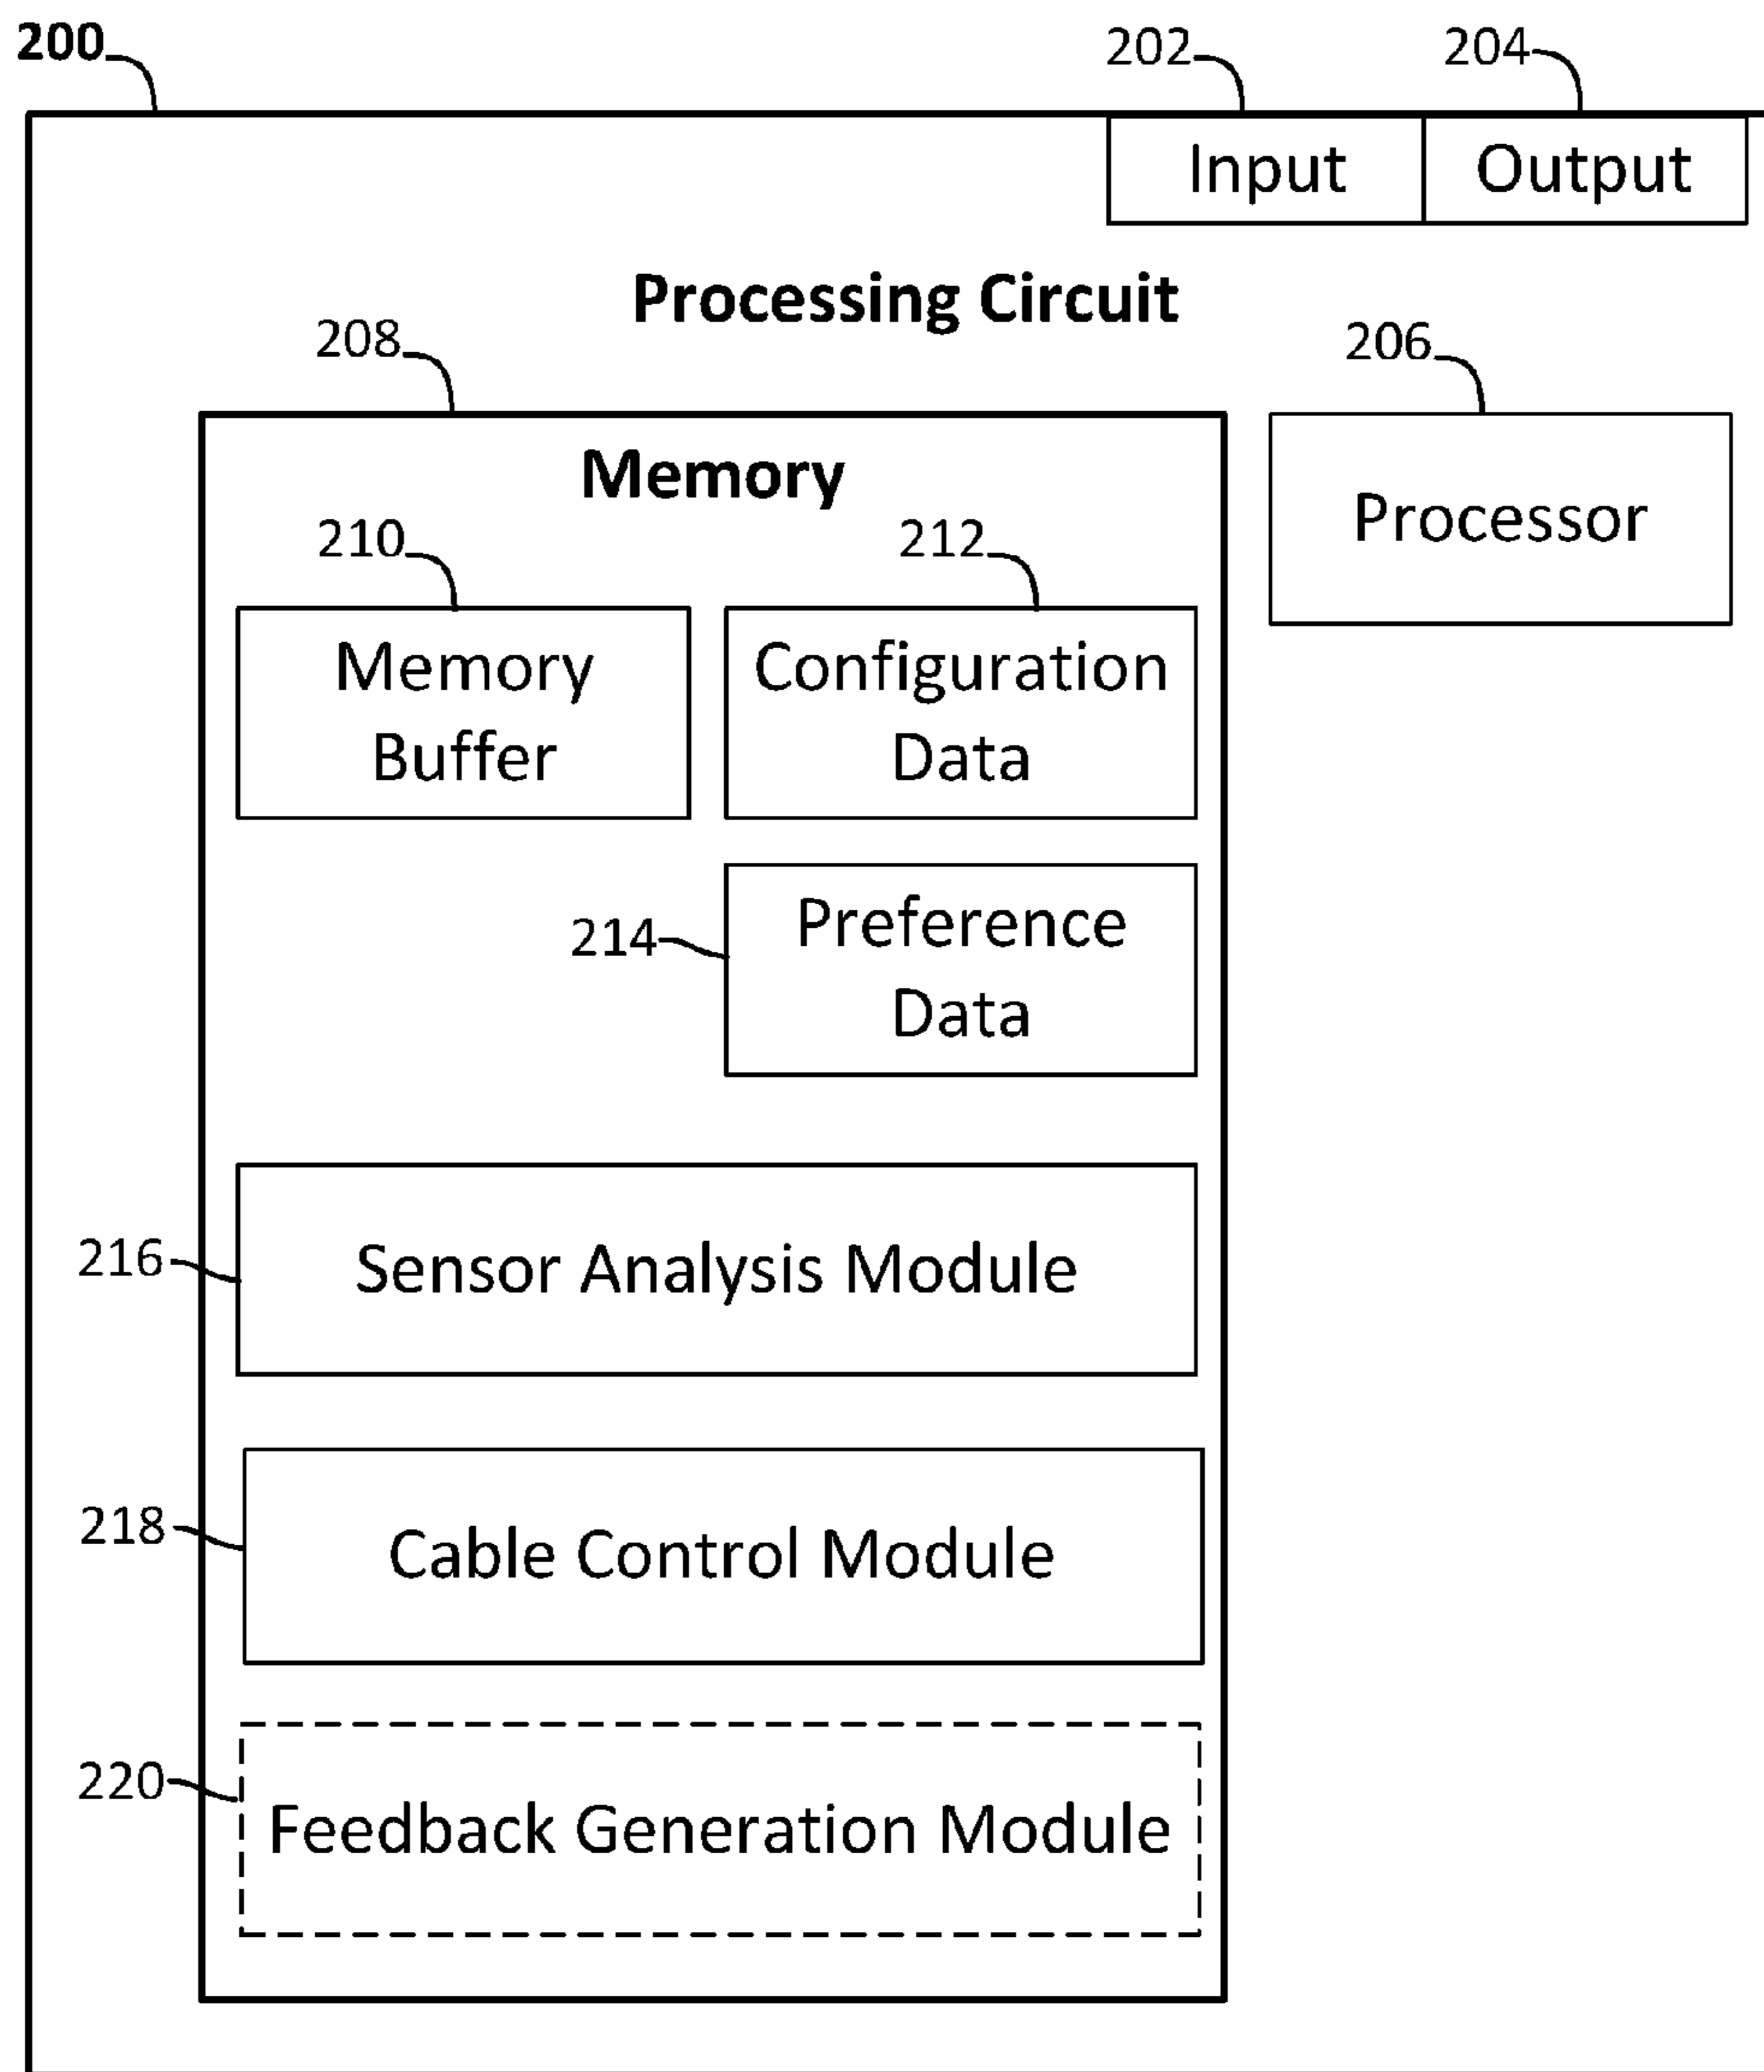 200
202
204
Input
Output
Processing Circuit
208
206
Memory
Processor
210
212
Memory
Buffer
Configuration
Data
214
Preference
Data
216
Sensor Analysis Module
218
Cable Control Module
220
Feedback Generation Module